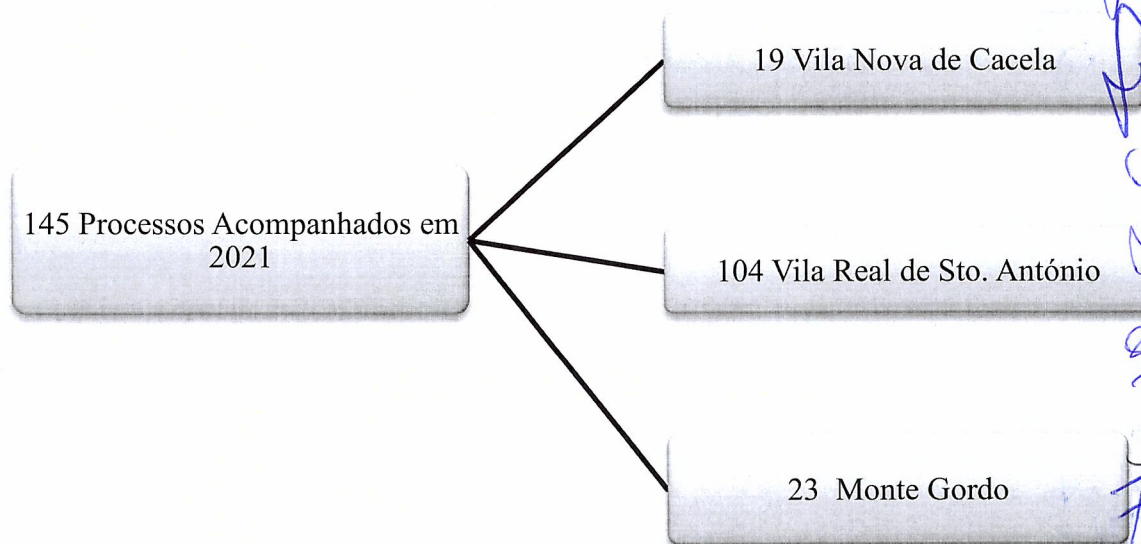 19 Vila Nova de Cacela
145 Processos Acompanhados em
2021
104 Vila Real de Sto. António
23 Monte Gordo